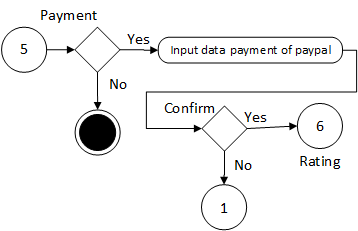 Payment
5
Yes
Input data payment of paypal
No
Confirm
Yes
6
No
Rating
1